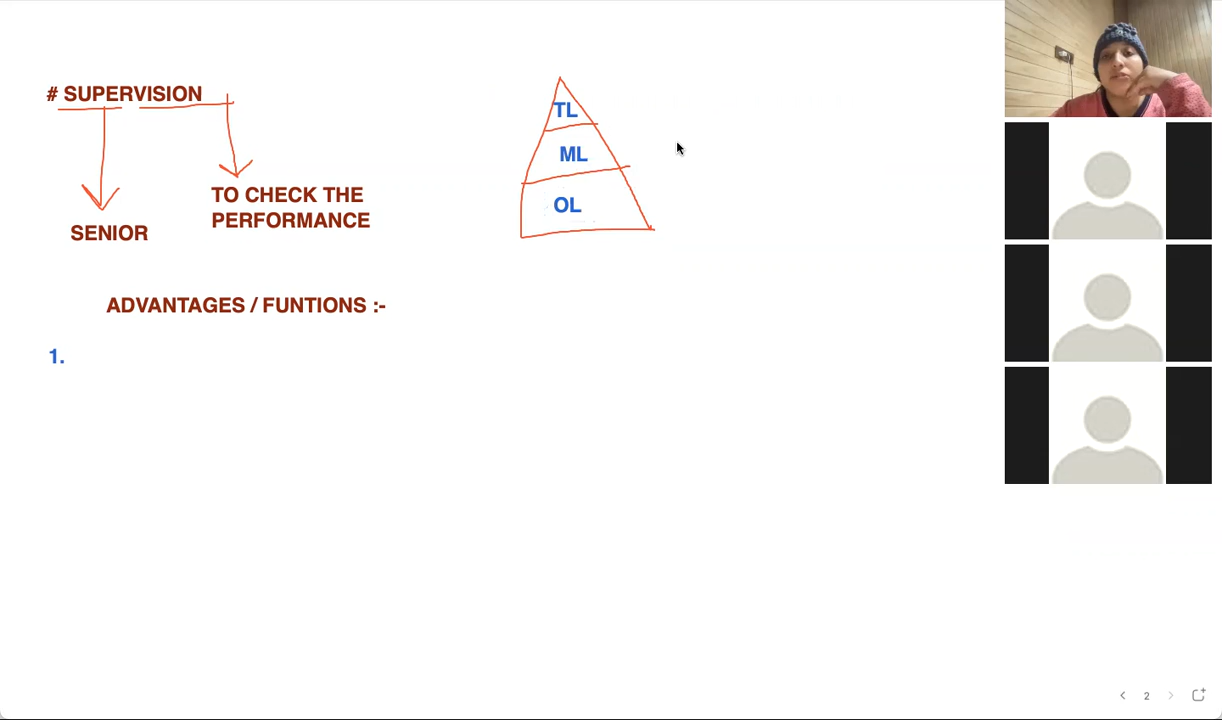 # SUPERVISION
SENIOR
TO CHECK THE
PERFORMANCE
TL
ML
OL
ADVANTAGES / FUNTIONS :-
1.
2